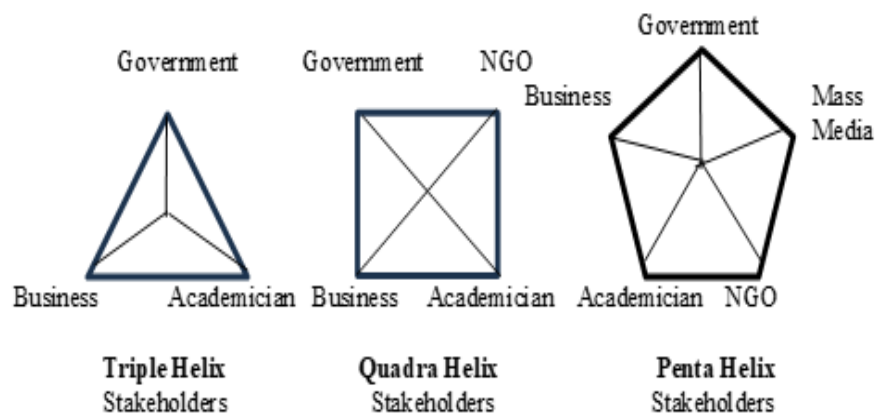 Government
Business
Academician
Triple Helix
Stakeholders
Government
NGO
Business
Academician
Quadra Helix
Stakeholders
Government
Business
Mass
Media
Academician
NGO
Penta Helix
Stakeholders